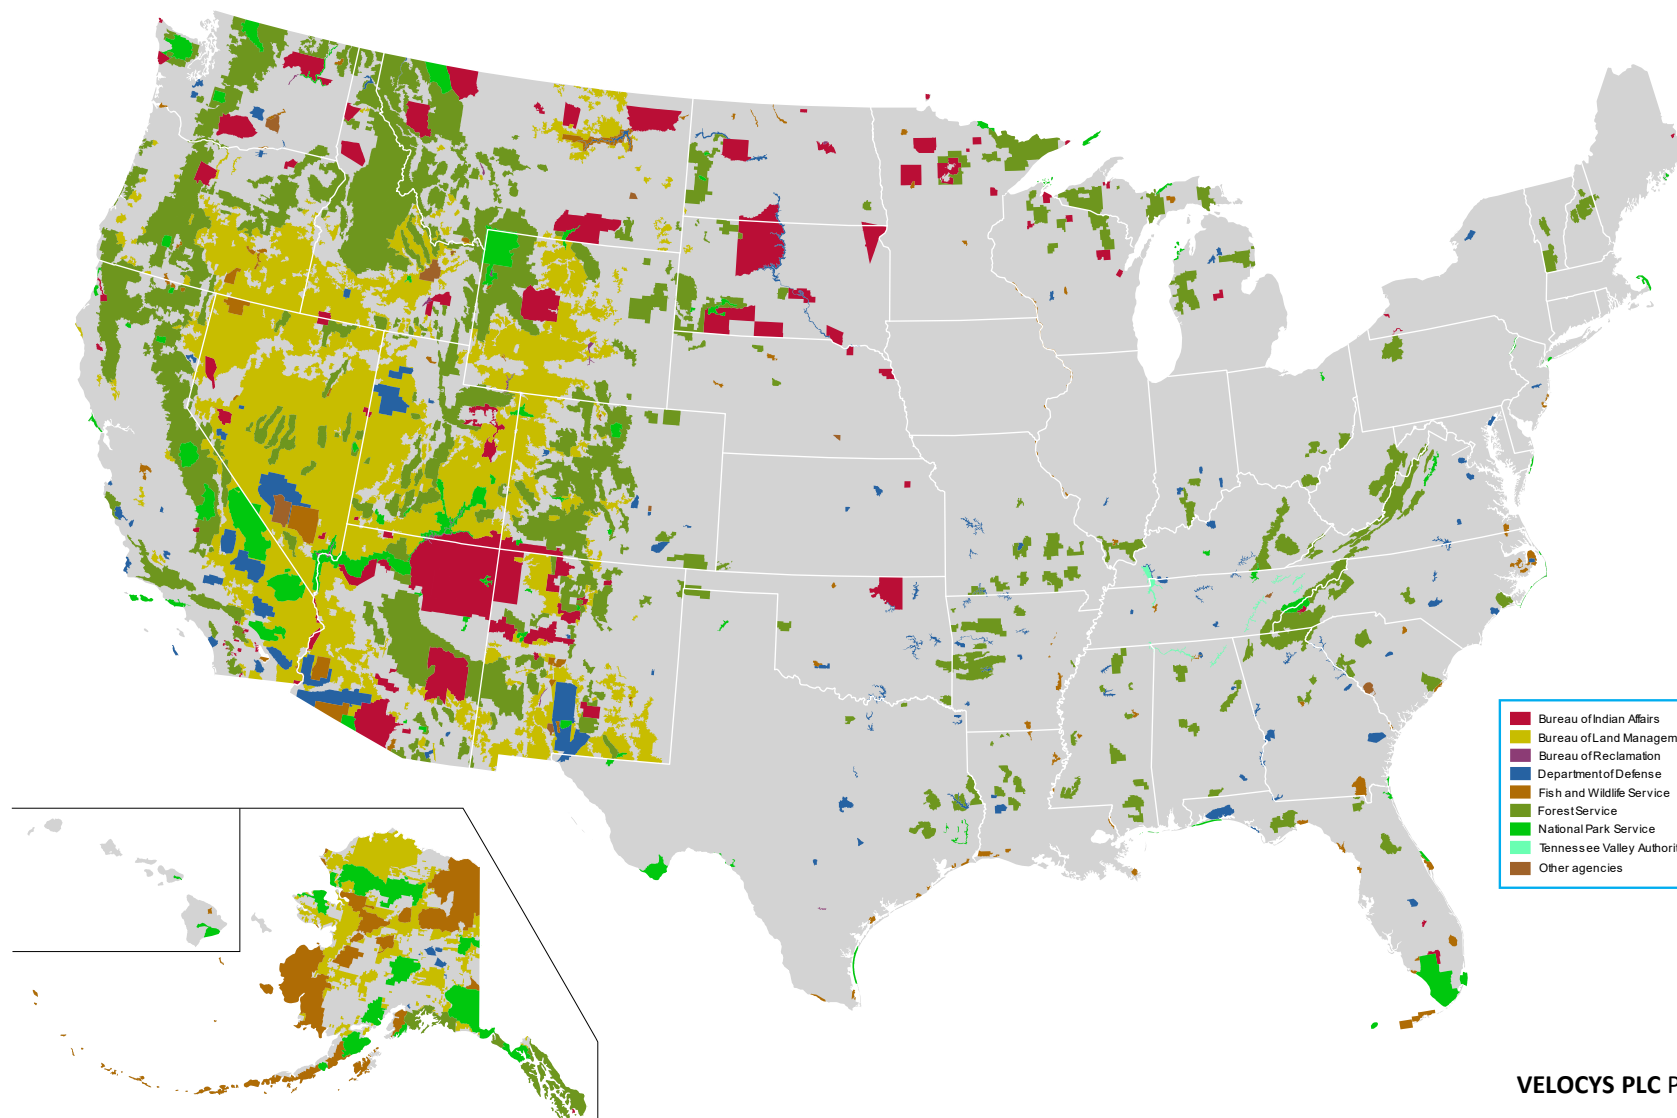 Bureau of Indian Affairs
Bureau of Land Managem
Bureau of Reclamation
Department of Defense
Fish and Wildlife Service
Forest Service
National Park Service
Tennessee Valley Authorit
Other agencies
VELOCYS PLC P